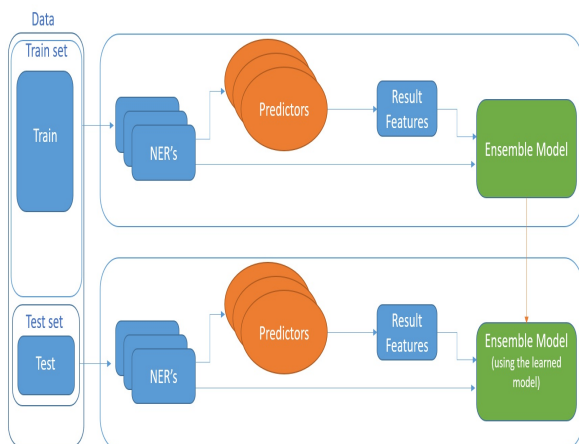 Data
Train set
Train
NER's
Predictors
Result
Features
Ensemble Model
Test set
Test
NER's
Predictors
Result
Features
Ensemble Model
(using the learned
model)